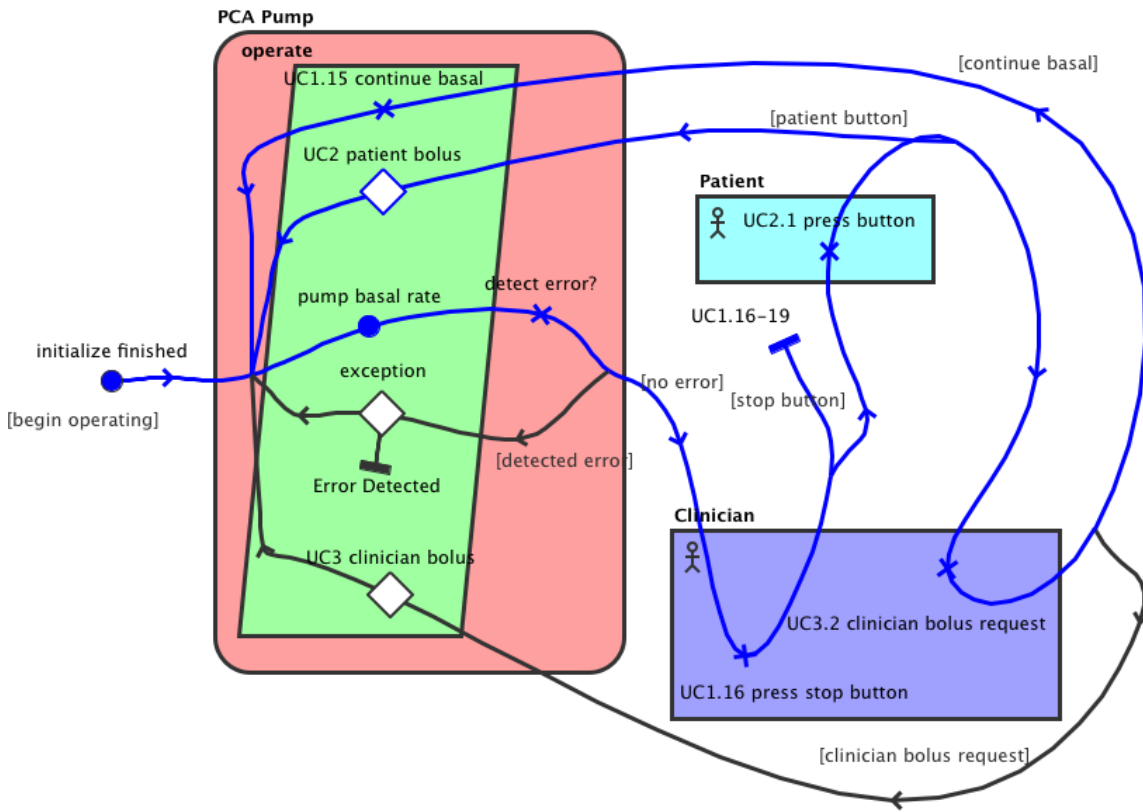 PCA Pump
operate
[continue basal]
UC1.15 continue basal
[patient button]
UC2 patient bolus
Patient
UC2.1 press button
detect error?
pump basal rate
UC1.16-19
initialize finished
exception
[no error]
[stop button]
[begin operating]
[detected error]
Error Detected
Clinician
UC3 clinician bolus
UC3.2 clinician bolus request
UC1.16 press stop button
[clinician bolus request]